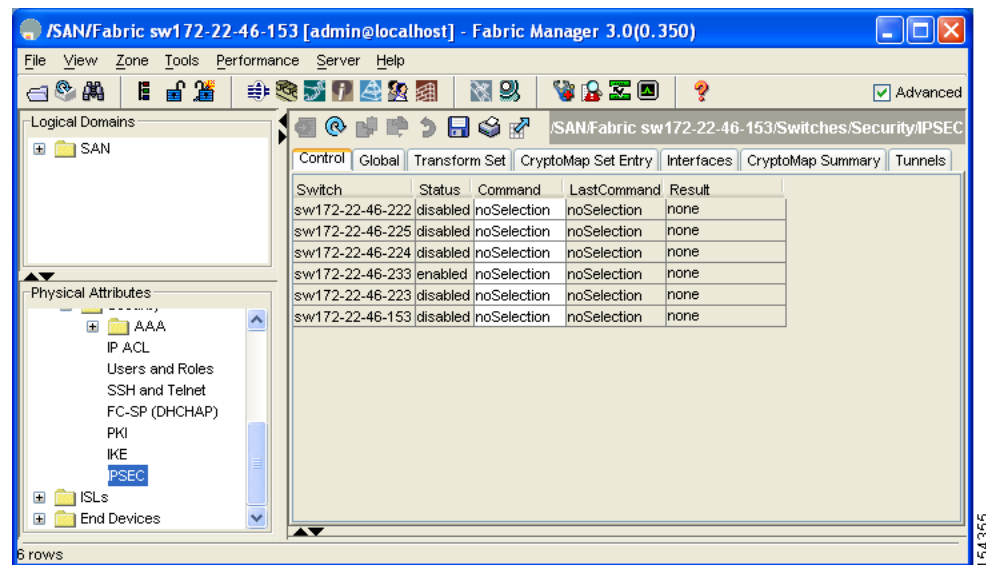 /SAN/Fabric sw172-22-46-153 [admin@localhost] - Fabric Manager 3.0(0.350)
File View Zone Tools Performance Server Help
Advanced
Logical Domains
SAN
/SAN/Fabric sw172-22-46-153/Switches/Security/IPSEC
Control Global Transform Set CryptoMap Set Entry Interfaces CryptoMap Summary Tunnels
Switch Status Command LastCommand Result
sw172-22-46-222 disabled noSelection noSelection none
sw172-22-46-225 disabled noSelection noSelection none
sw172-22-46-224 disabled noSelection noSelection none
sw172-22-46-233 enabled noSelection noSelection none
sw172-22-46-223 disabled noSelection noSelection none
sw172-22-46-153 disabled noSelection noSelection none
Physical Attributes
AAA
IP ACL
Users and Roles
SSH and Telnet
FC-SP (DHCHAP)
PKI
IKE
IPSEC
ISLs
End Devices
6 rows
154355